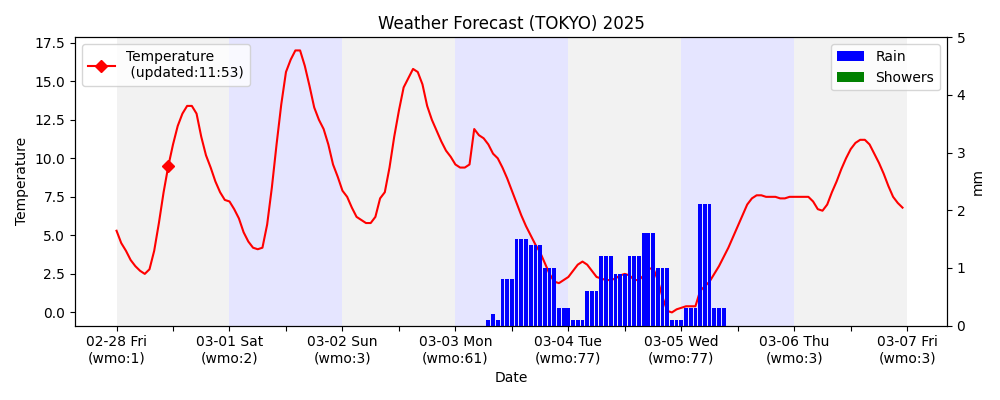 Weather Forecast (TOKYO) 2025
Temperature
(updated:11:53)
Rain
Showers
17.5
15.0
12.5
10.0
7.5
5.0
2.5
0.0
Temperature
5
4
3
2
1
0
mm
02-28 Fri
(wmo:1)
03-01 Sat
(wmo:2)
03-02 Sun
(wmo:3)
03-03 Mon
(wmo:61)
03-04 Tue
(wmo:77)
03-05 Wed
(wmo:77)
03-06 Thu
(wmo:3)
03-07 Fri
(wmo:3)
Date